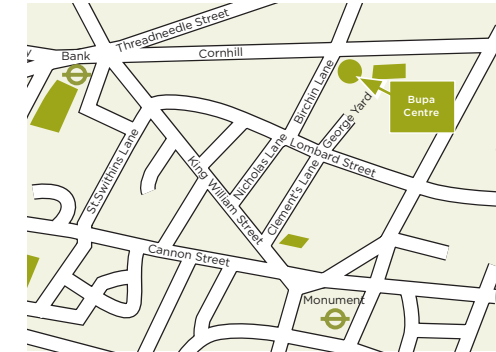 Threadneedle Street
Bank
Cornhill
Birchin Lane
Bupa
Centre
George Yard
Lombard Street
St.Swithins Lane
King William Street
Nicholas Lane
Clement's Lane
Cannon Street
Monument